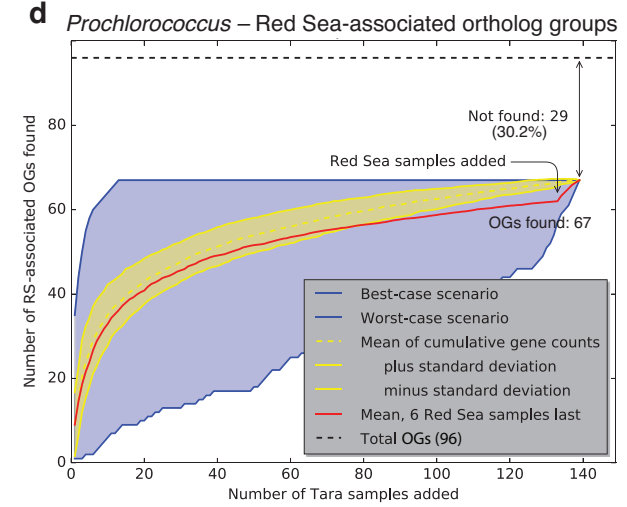 d Prochlorococcus – Red Sea-associated ortholog groups
Number of RS-associated OGs found
80
60
40
20
0
Not found: 29
(30.2%)
Red Sea samples added
OGs found: 67
Best-case scenario
Worst-case scenario
Mean of cumulative gene counts
plus standard deviation
minus standard deviation
Mean, 6 Red Sea samples last
Total OGs (96)
0 20 40 60 80 100 120 140
Number of Tara samples added